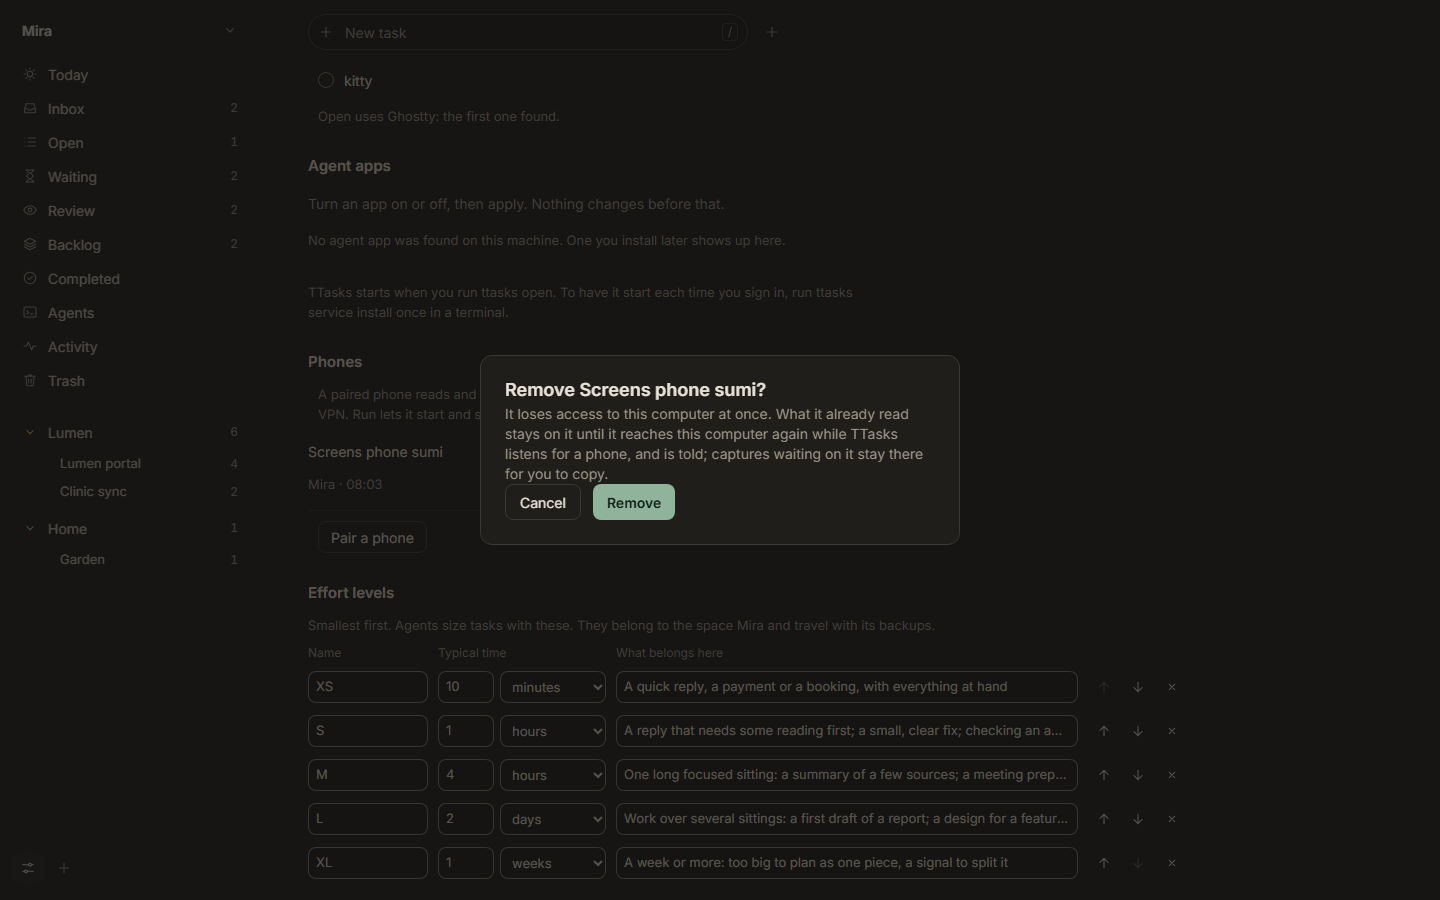 Mira
New task
/
Today
kitty
Inbox 2
Open uses Ghostty: the first one found.
Open 1
Waiting 2
Review 2
Backlog 2
Completed
Agents
Activity
Trash
Lumen 6
Lumen portal 4
Clinic sync 2
Home 1
Garden 1
Agent apps
Turn an app on or off, then apply. Nothing changes before that.
No agent app was found on this machine. One you install later shows up here.
TTasks starts when you run ttasks open. To have it start each time you sign in, run ttasks
service install once in a terminal.
Phones
A paired phone reads and
VPN. Run lets it start and s
Screens phone sumi
Mira · 08:03
Pair a phone
Remove Screens phone sumi?
It loses access to this computer at once. What it already read
stays on it until it reaches this computer again while TTasks
listens for a phone, and is told; captures waiting on it stay there
for you to copy.
Cancel Remove
Effort levels
Smallest first. Agents size tasks with these. They belong to the space Mira and travel with its backups.
Name Typical time What belongs here
XS 10 minutes A quick reply, a payment or a booking, with everything at hand
S 1 hours A reply that needs some reading first; a small, clear fix; checking an a...
M 4 hours One long focused sitting: a summary of a few sources; a meeting prep...
L 2 days Work over several sittings: a first draft of a report; a design for a featur...
XL 1 weeks A week or more: too big to plan as one piece, a signal to split it